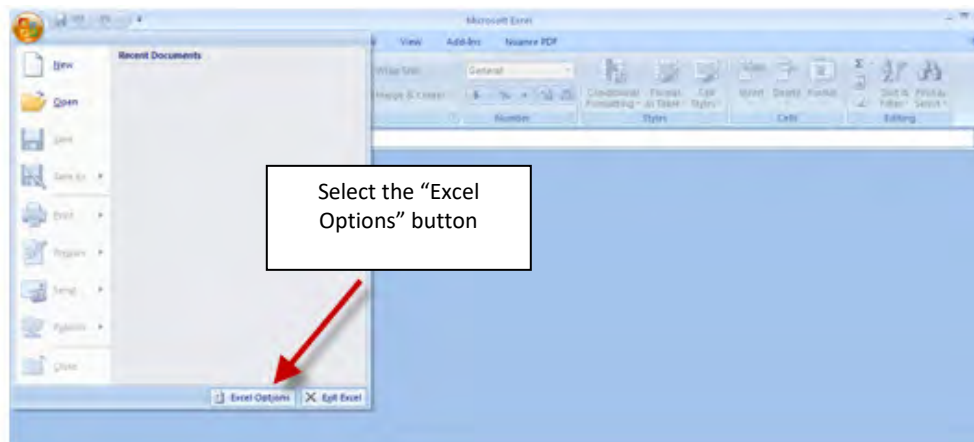 Microsoft Excel
View Add-Ins Nuance PDF
New
Recent Documents
Wrap Text
General
Open
Merge & Center
$ %
Conditional Formatting
Format as Table
Cell Styles
Insert Delete Format
Sort & Filter
Find & Select
Number
Styles
Cells
Editing
Save
Save As
Print
Prepare
Send
Publish
Close
Select the “Excel
Options” button
Excel Options
Exit Excel